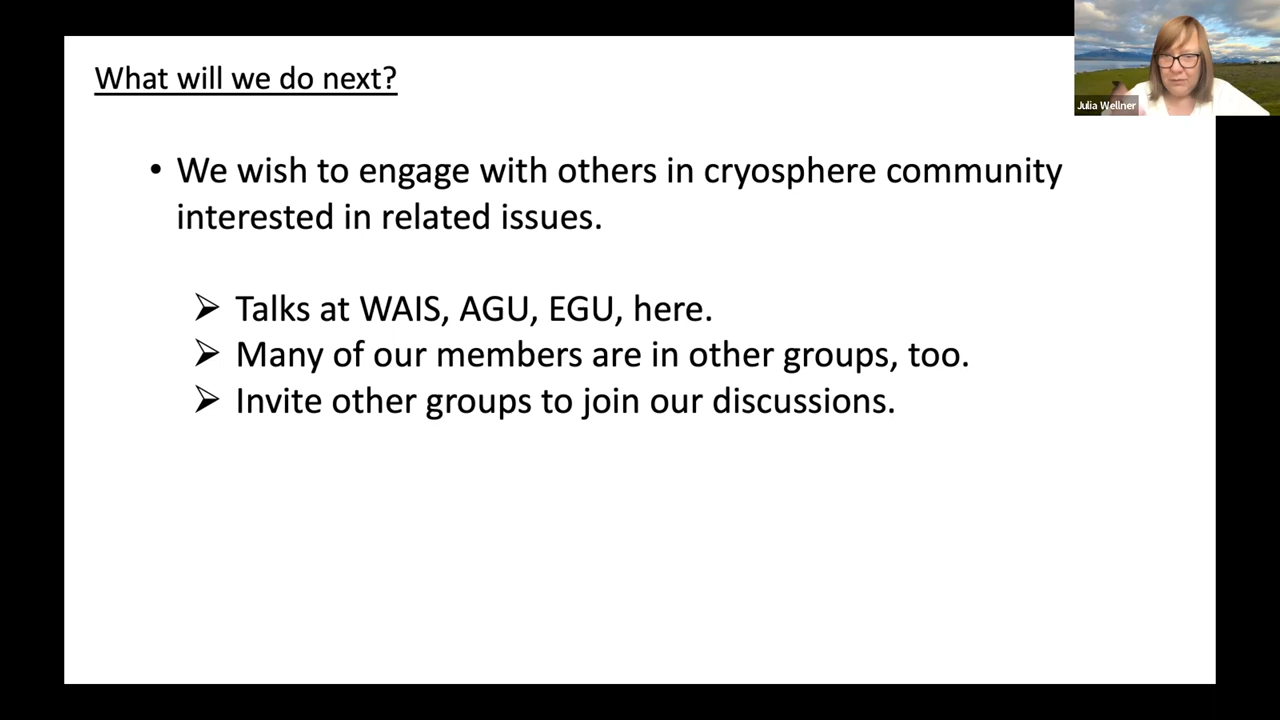 What will we do next?
Julia Wellner
• We wish to engage with others in cryosphere community
interested in related issues.
➢ Talks at WAIS, AGU, EGU, here.
➢ Many of our members are in other groups, too.
➢ Invite other groups to join our discussions.